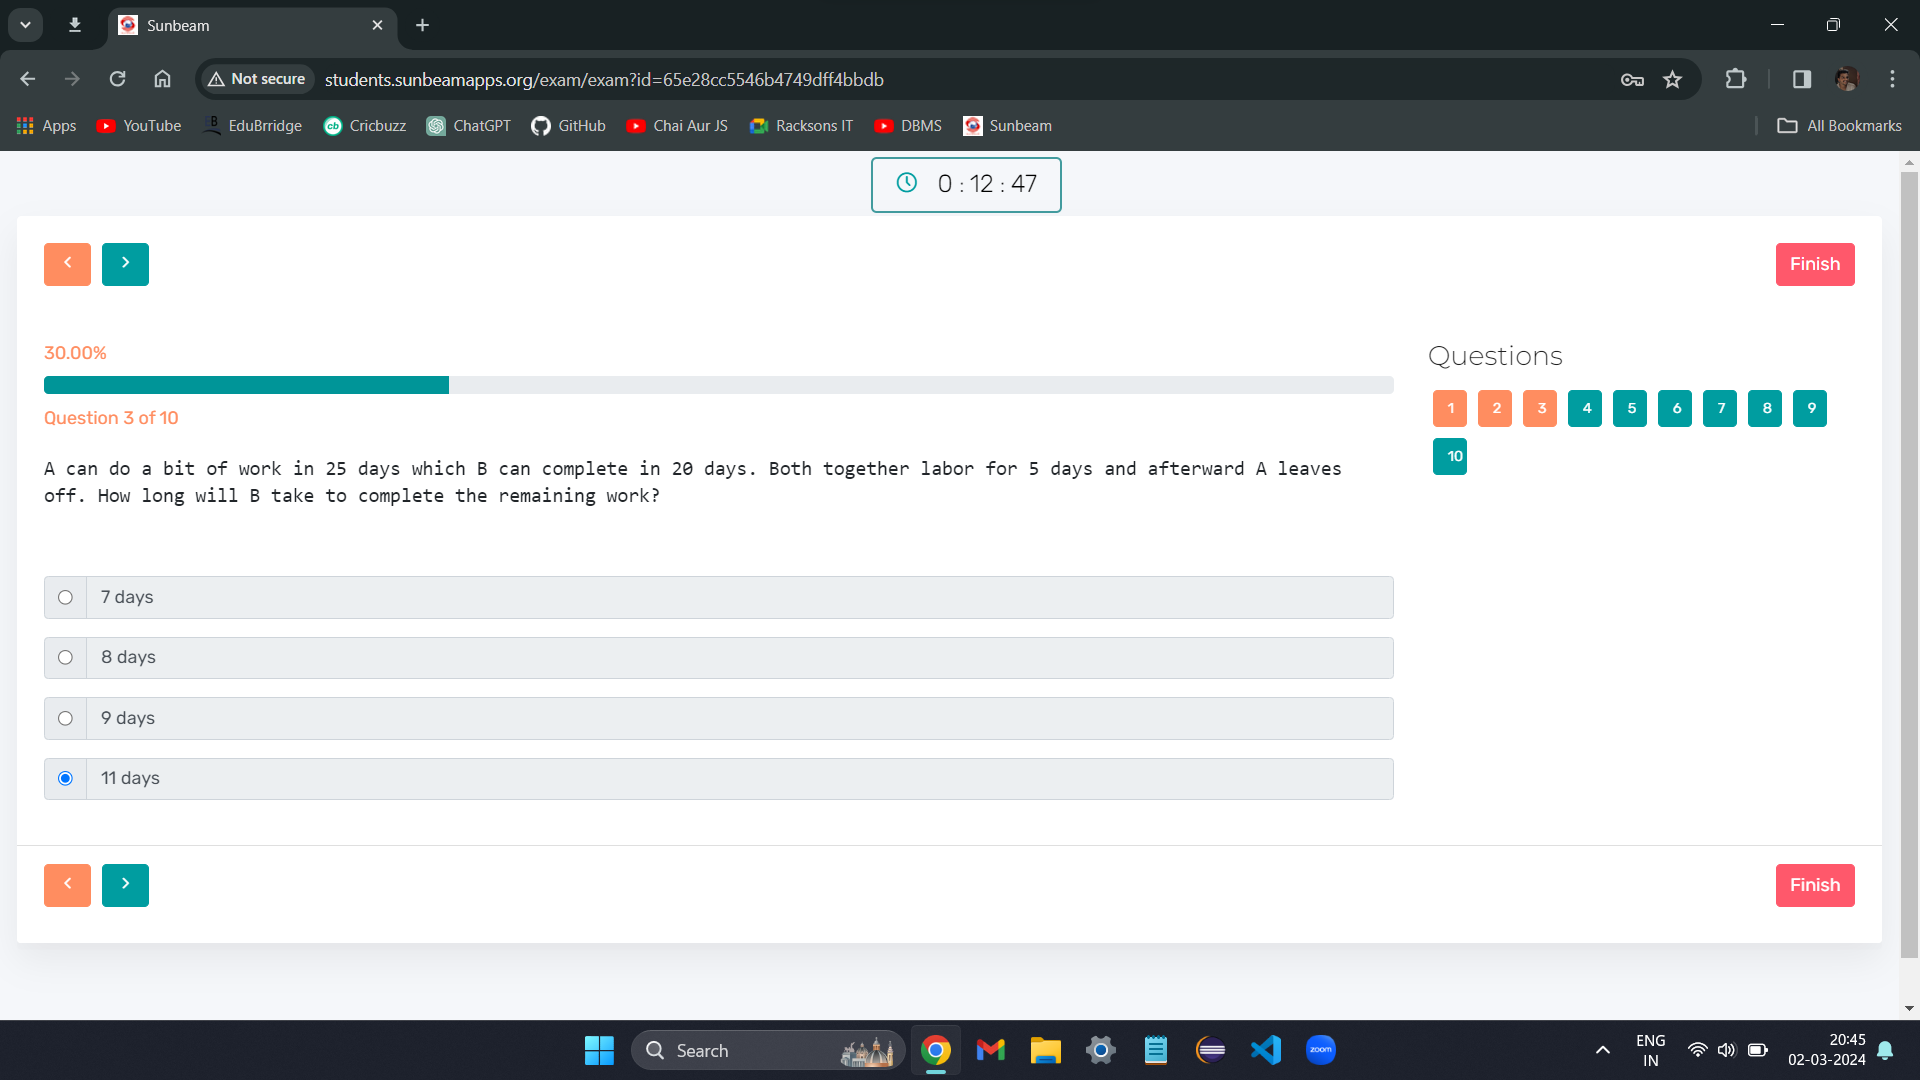 Sunbeam
Not secure
students.sunbeamapps.org/exam/exam?id=65e28cc5546b4749dff4bbdb
Apps
YouTube
B
EduBrridge
cb
Cricbuzz
ChatGPT
GitHub
Chai Aur JS
Racksons IT
DBMS
Sunbeam
All Bookmarks
0 : 12 : 47
Finish
30.00%
Question 3 of 10
A can do a bit of work in 25 days which B can complete in 20 days. Both together labor for 5 days and afterward A leaves
off. How long will B take to complete the remaining work?
7 days
8 days
9 days
11 days
Questions
1 2 3 4 5 6 7 8 9
10
Finish
Search
zoom
ENG
IN
20:45
02-03-2024